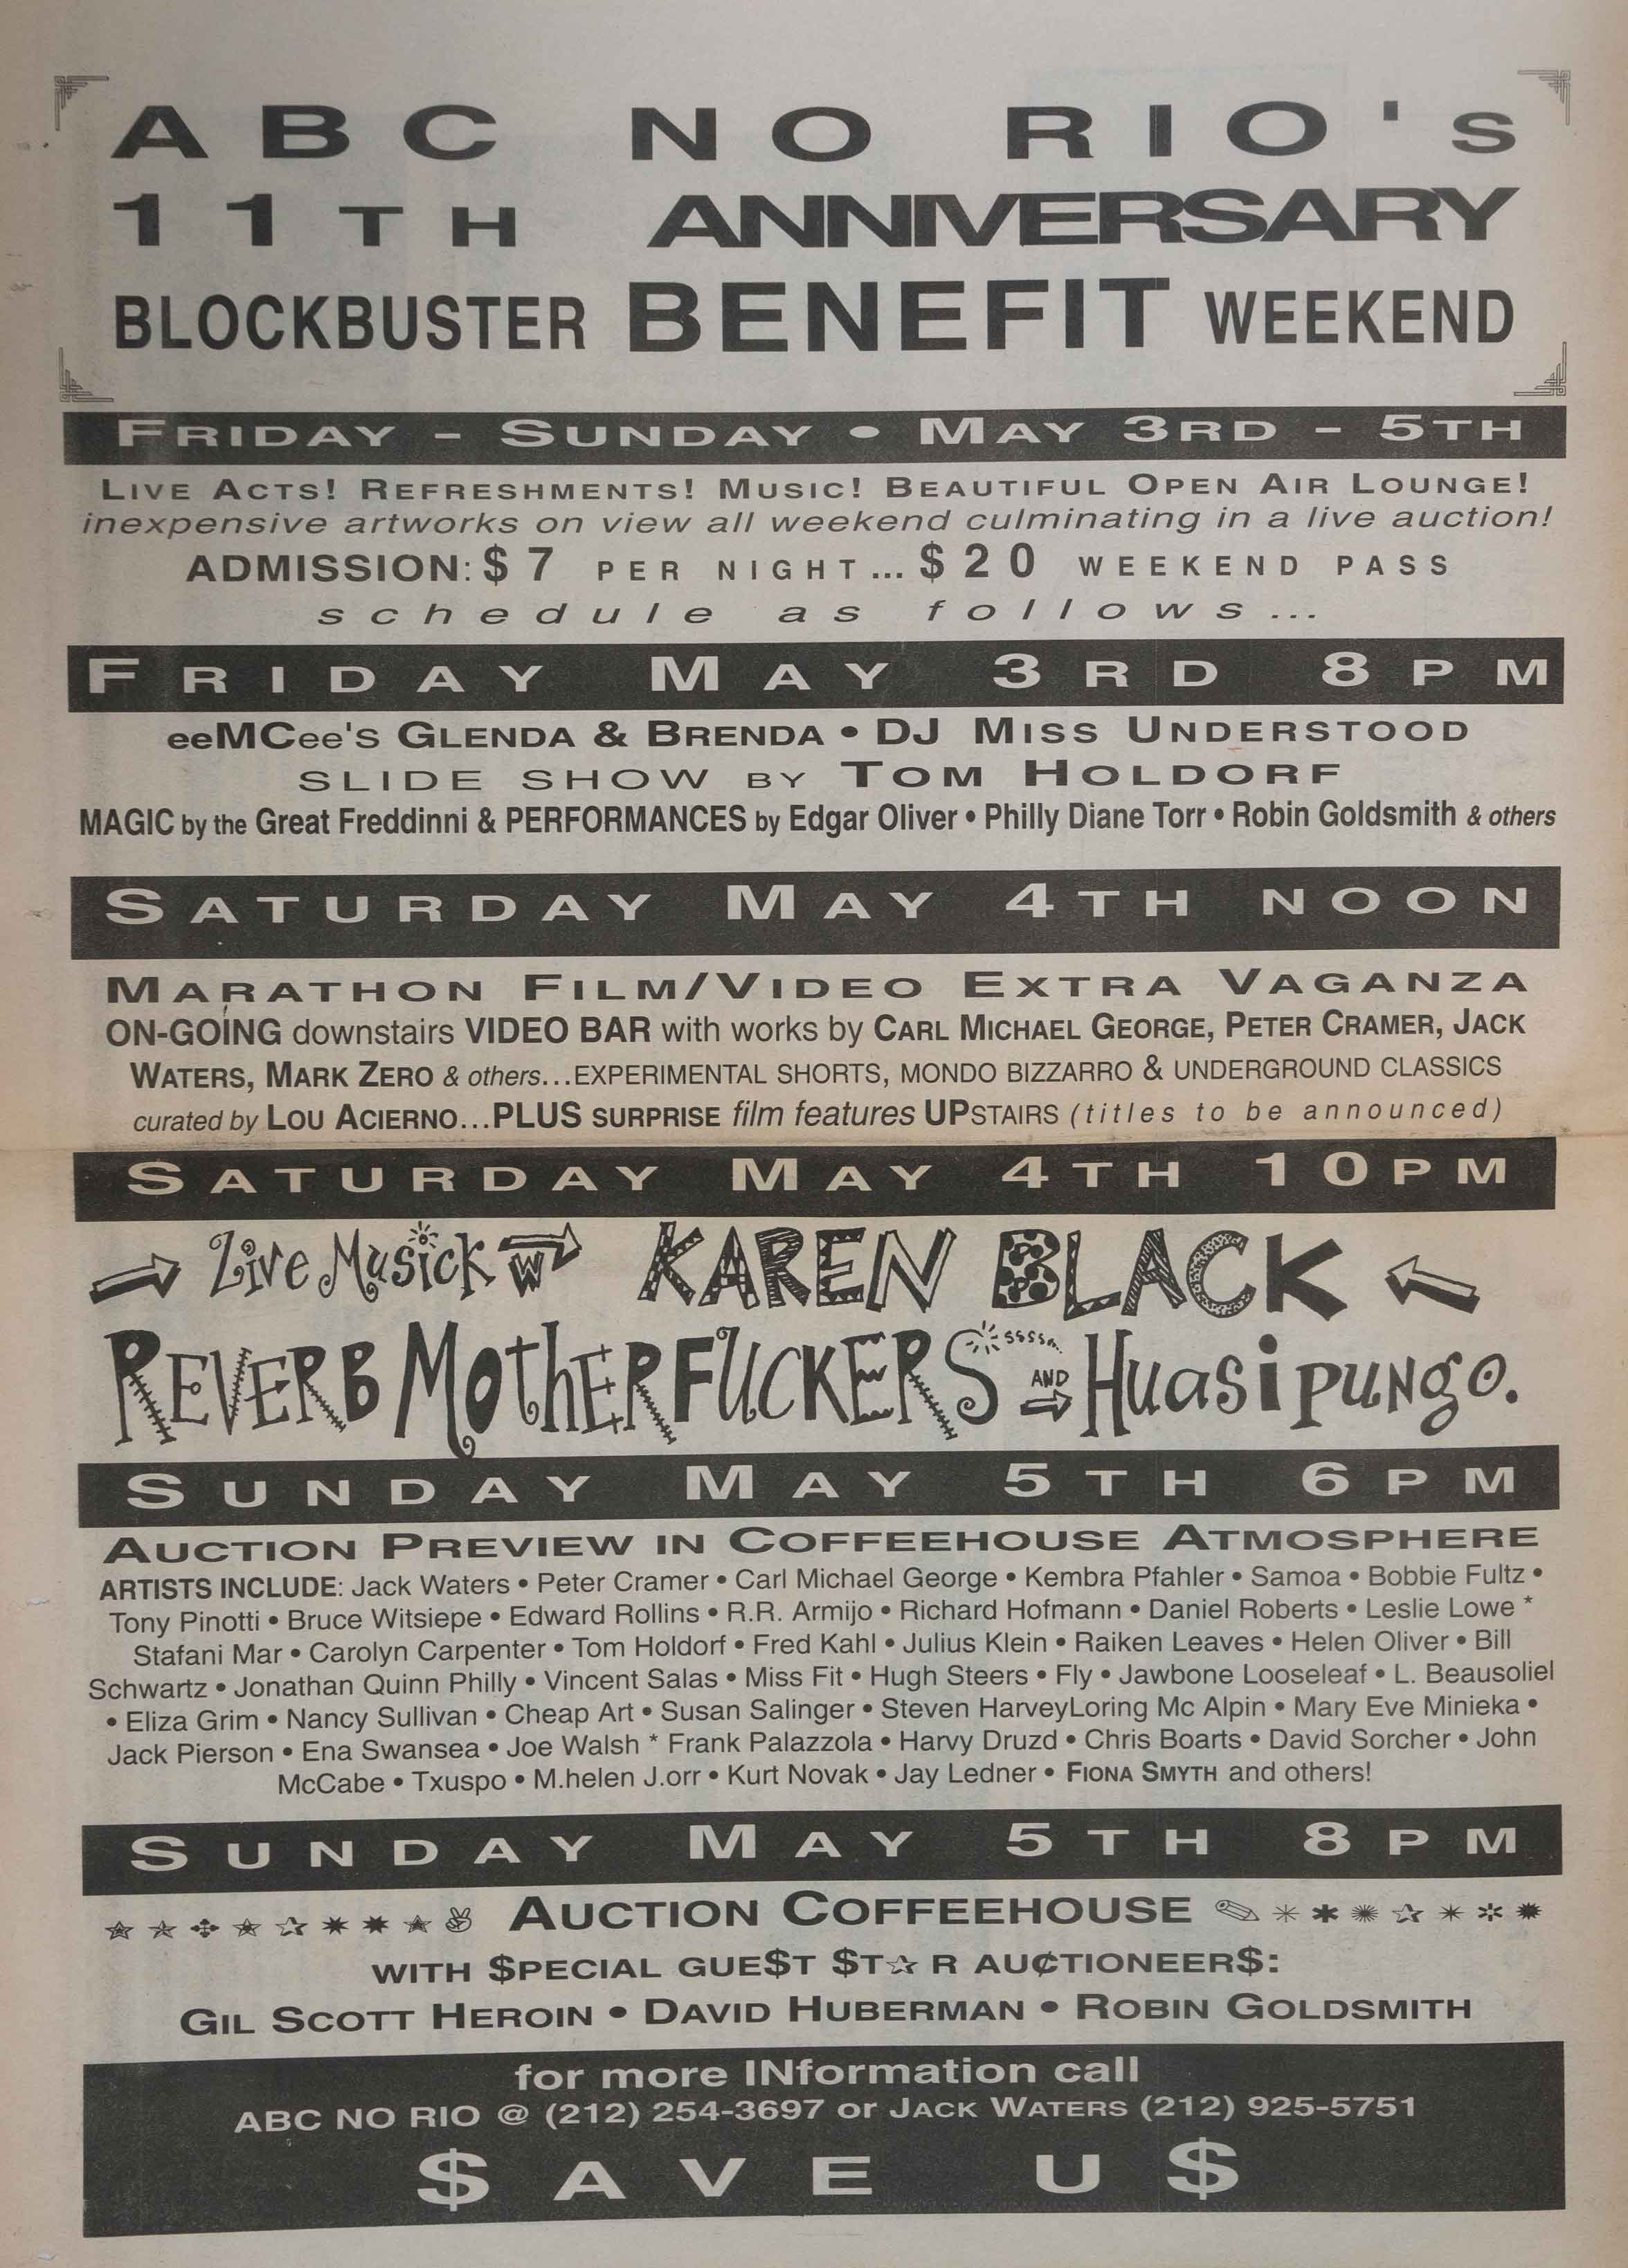 ABC NO RIO's
11TH ANNIVERSARY
BLOCKBUSTER BENEFIT WEEKEND
FRIDAY - SUNDAY • MAY 3RD - 5TH
LIVE ACTS! REFRESHMENTS! MUSIC! BEAUTIFUL OPEN AIR LOUNGE!
inexpensive artworks on view all weekend culminating in a live auction!
ADMISSION: $7 PER NIGHT... $20 WEEKEND PASS
schedule as follows...
FRIDAY MAY 3RD 8PM
eeMCee's GLENDA & BRENDA • DJ MISS UNDERSTOOD
SLIDE SHOW BY TOM HOLDORF
MAGIC by the Great Freddinni & PERFORMANCES by Edgar Oliver • Philly Diane Torr • Robin Goldsmith & others
SATURDAY MAY 4TH NOON
MARATHON FILM/VIDEO EXTRA VAGANZA
ON-GOING downstairs VIDEO BAR with works by CARL MICHAEL GEORGE, PETER CRAMER, JACK
WATERS, MARK ZERO & others...EXPERIMENTAL SHORTS, MONDO BIZZARRO & UNDERGROUND CLASSICS
curated by LOU ACIERNO...PLUS SURPRISE film features UPSTAIRS (titles to be announced)
SATURDAY MAY 4TH 10PM
Live Musick W KAREN BLACK
REVERB MOTHERFUCKERS AND Huasipungo.
SUNDAY MAY 5TH 6PM
AUCTION PREVIEW IN COFFEEHOUSE ATMOSPHERE
ARTISTS INCLUDE: Jack Waters • Peter Cramer • Carl Michael George • Kembra Pfahler • Samoa • Bobbie Fultz •
Tony Pinotti • Bruce Witsiepe • Edward Rollins • R.R. Armijo • Richard Hofmann • Daniel Roberts • Leslie Lowe *
Stafani Mar • Carolyn Carpenter • Tom Holdorf • Fred Kahl • Julius Klein • Raiken Leaves • Helen Oliver • Bill
Schwartz • Jonathan Quinn Philly • Vincent Salas • Miss Fit • Hugh Steers • Fly • Jawbone Looseleaf • L. Beausoliel
• Eliza Grim • Nancy Sullivan • Cheap Art • Susan Salinger • Steven HarveyLoring Mc Alpin • Mary Eve Minieka •
Jack Pierson • Ena Swansea • Joe Walsh * Frank Palazzola • Harvy Druzd • Chris Boarts • David Sorcher • John
McCabe • Txuspo • M.helen J.orr • Kurt Novak • Jay Ledner • FIONA SMYTH and others!
SUNDAY MAY 5TH 8PM
AUCTION COFFEEHOUSE
WITH $PECIAL GUE$T $T☆R AU¢TIONEER$:
GIL SCOTT HEROIN • DAVID HUBERMAN • ROBIN GOLDSMITH
for more INformation call
ABC NO RIO @ (212) 254-3697 or JACK WATERS (212) 925-5751
$AVE U$